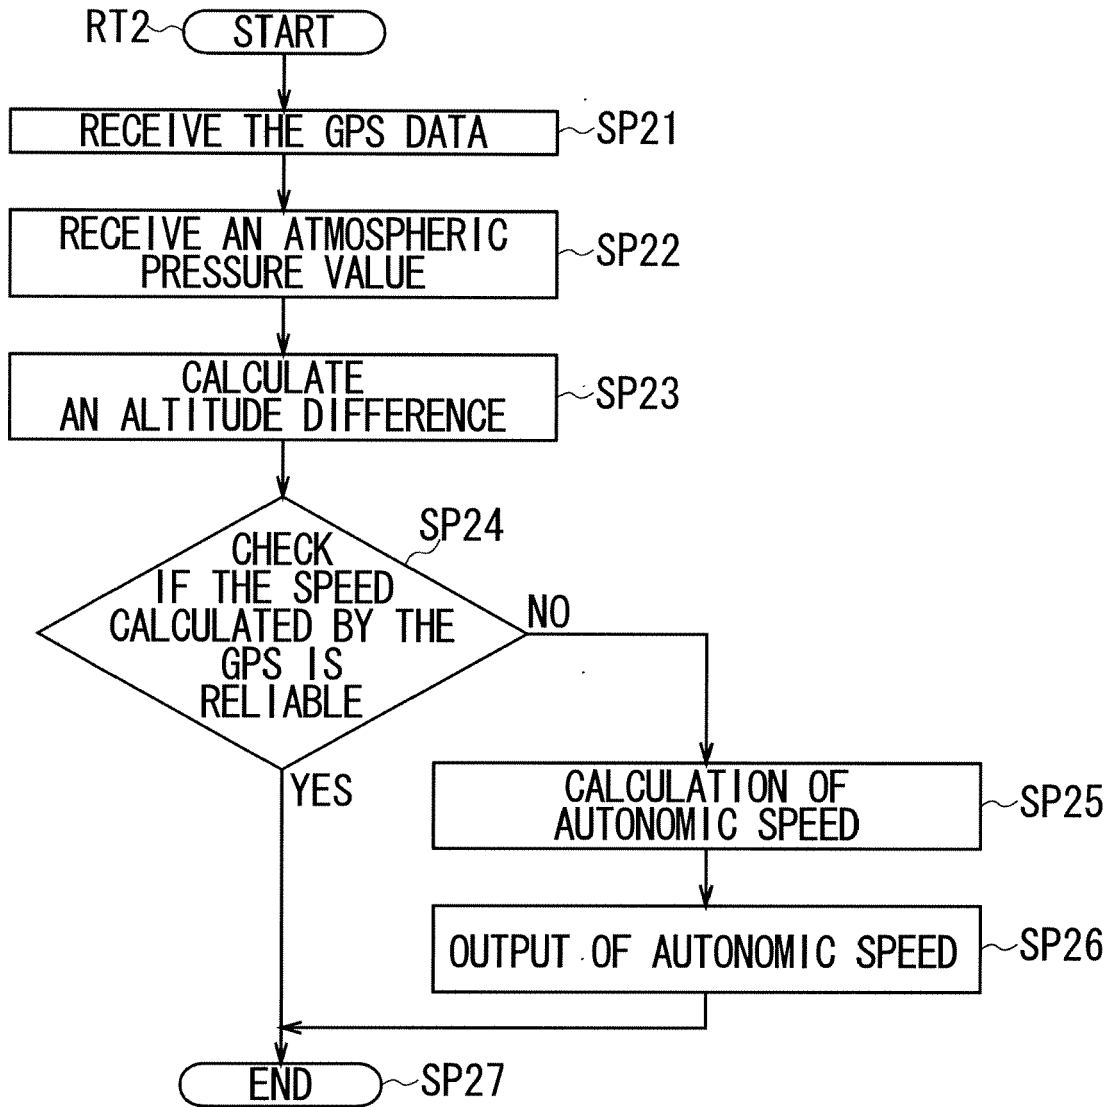 RT2
START
RECEIVE THE GPS DATA
SP21
RECEIVE AN ATMOSPHERIC
PRESSURE VALUE
SP22
CALCULATE
AN ALTITUDE DIFFERENCE
SP23
SP24
CHECK
IF THE SPEED
CALCULATED BY THE
GPS IS
RELIABLE
NO
YES
CALCULATION OF
AUTONOMIC SPEED
SP25
OUTPUT OF AUTONOMIC SPEED
SP26
END
SP27